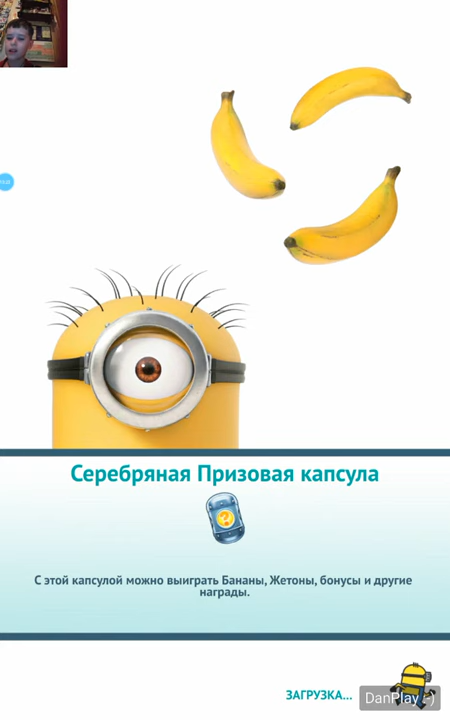 Серебряная Призовая капсула
?
С этой капсулой можно выиграть Бананы, Жетоны, бонусы и другие
награды.
ЗАГРУЗКА...
DanPlay :-)